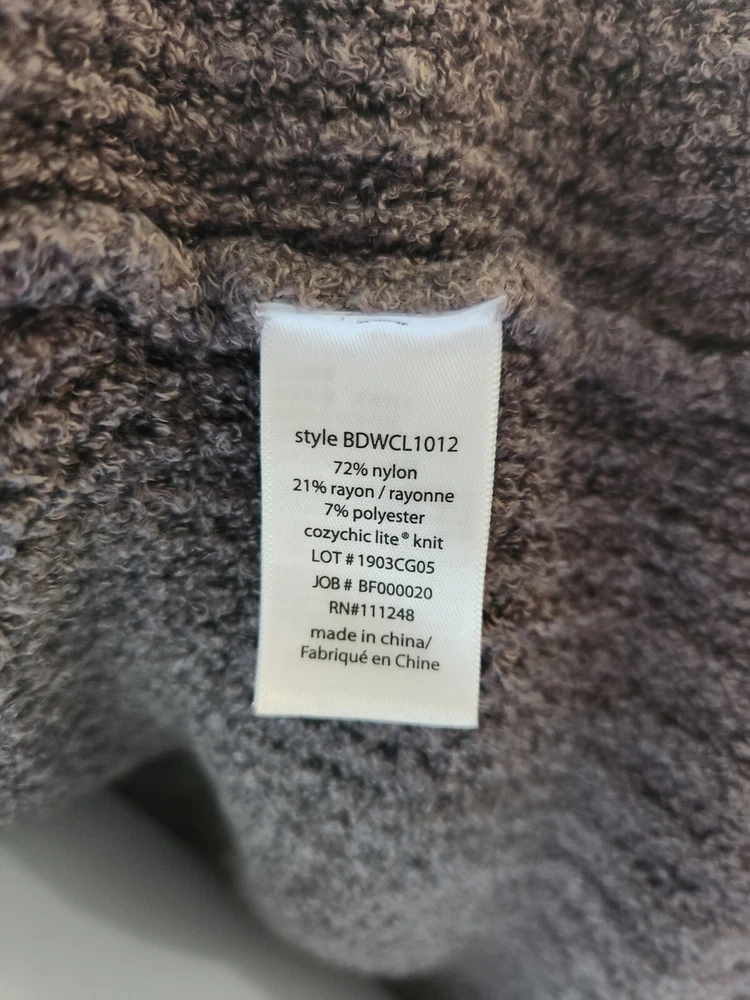 style BDWCL1012
72% nylon
21% rayon / rayonne
7% polyester
cozychic lite® knit
LOT # 1903CG05
JOB # BF000020
RN#111248
made in china/
Fabriqué en Chine